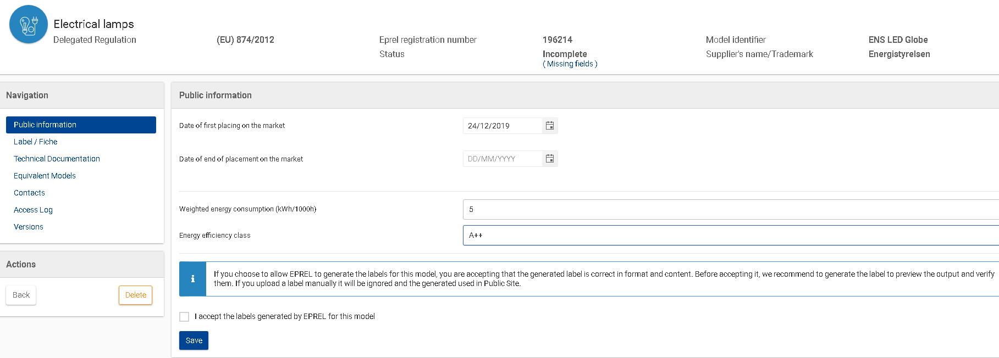 Electrical lamps
Delegated Regulation (EU) 874/2012 Eprel registration number 196214 Model identifier ENS LED Globe
Status Incomplete Supplier's name/Trademark Energistyrelsen
( Missing fields )
Navigation
Public information
Label / Fiche
Technical Documentation
Equivalent Models
Contacts
Access Log
Versions
Actions
Back Delete
Public information
Date of first placing on the market 24/12/2019
Date of end of placement on the market DD/MM/YYYY
Weighted energy consumption (kWh/1000h) 5
Energy efficiency class A++
i
If you choose to allow EPREL to generate the labels for this model, you are accepting that the generated label is correct in format and content. Before accepting it, we recommend to generate the label to preview the output and verify
them. If you upload a label manually it will be ignored and the generated used in Public Site.
I accept the labels generated by EPREL for this model
Save